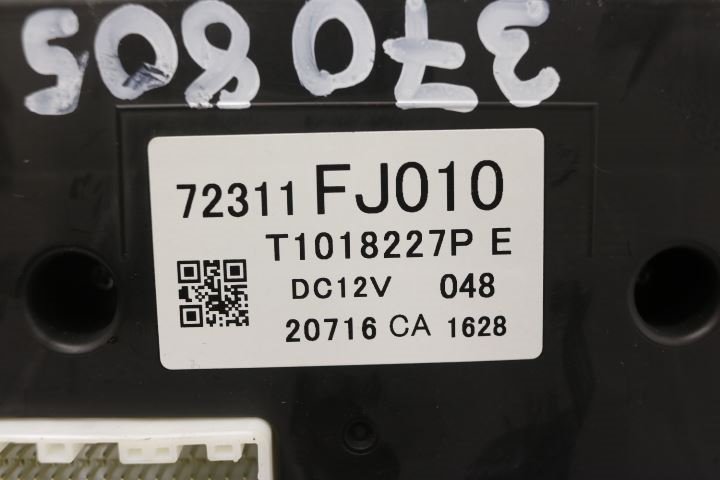 370805
72311 FJ010
T1018227P E
DC12V 048
20716 CA 1628